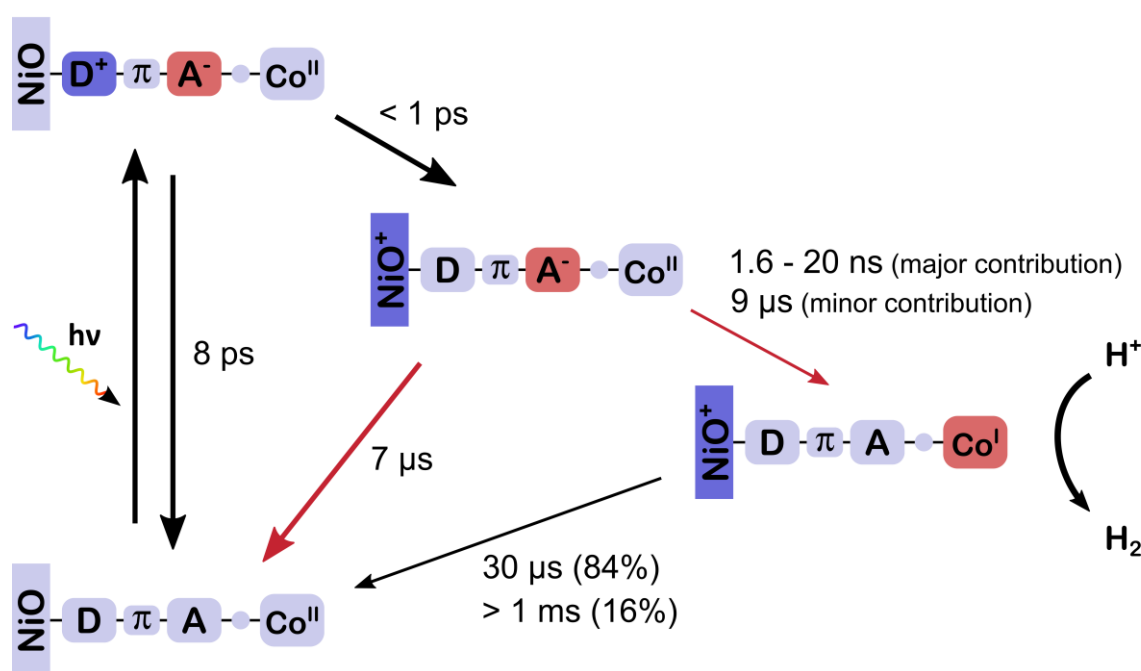 NiO D⁺ π A⁻ Coᴵᴵ
< 1 ps
NiO⁺ D π A⁻ Coᴵᴵ
1.6 - 20 ns (major contribution)
9 μs (minor contribution)
hν
8 ps
7 μs
H⁺
NiO⁺ D π A Coᴵ
H₂
30 μs (84%)
> 1 ms (16%)
NiO D π A Coᴵᴵ